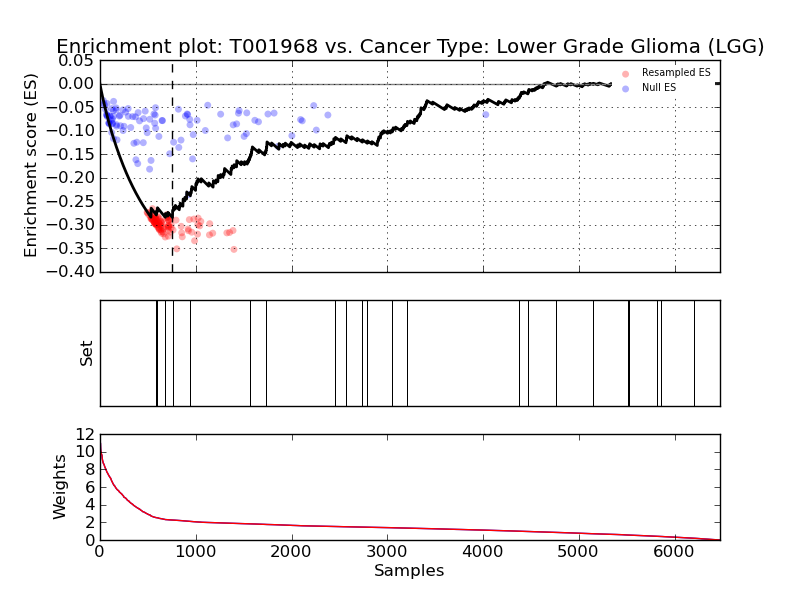 Enrichment plot: T001968 vs. Cancer Type: Lower Grade Glioma (LGG)
0.05
0.00
−0.05
−0.10
−0.15
−0.20
−0.25
−0.30
−0.35
−0.40
Enrichment score (ES)
Resampled ES
Null ES
Set
12
10
8
6
4
2
0
Weights
0 1000 2000 3000 4000 5000 6000
Samples